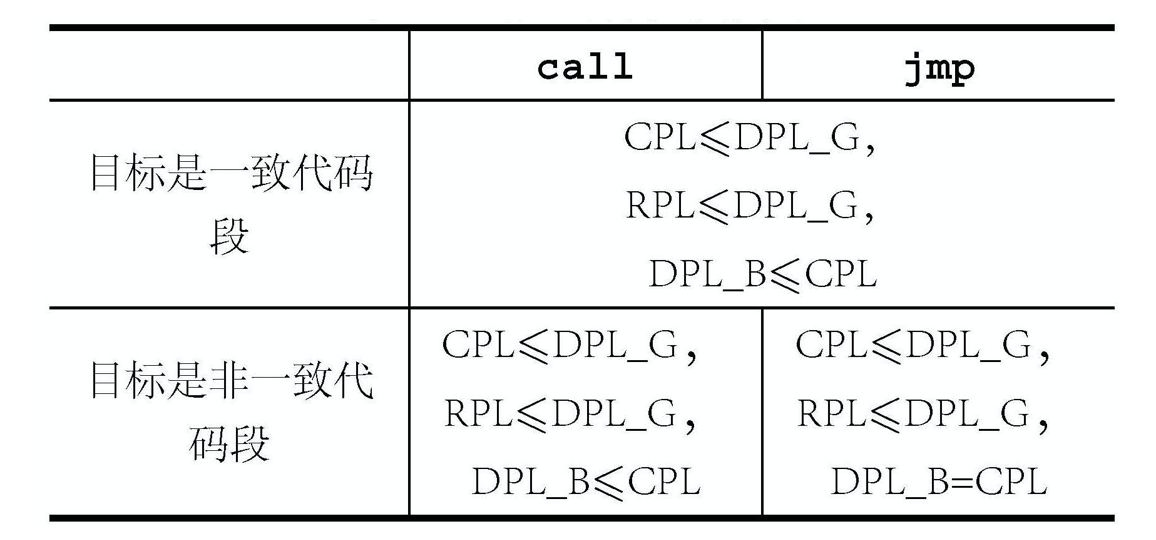 call jmp
目标是一致代码
段
CPL≤DPL_G,
RPL≤DPL_G,
DPL_B≤CPL
目标是非一致代
码段
CPL≤DPL_G,
RPL≤DPL_G,
DPL_B≤CPL
CPL≤DPL_G,
RPL≤DPL_G,
DPL_B=CPL